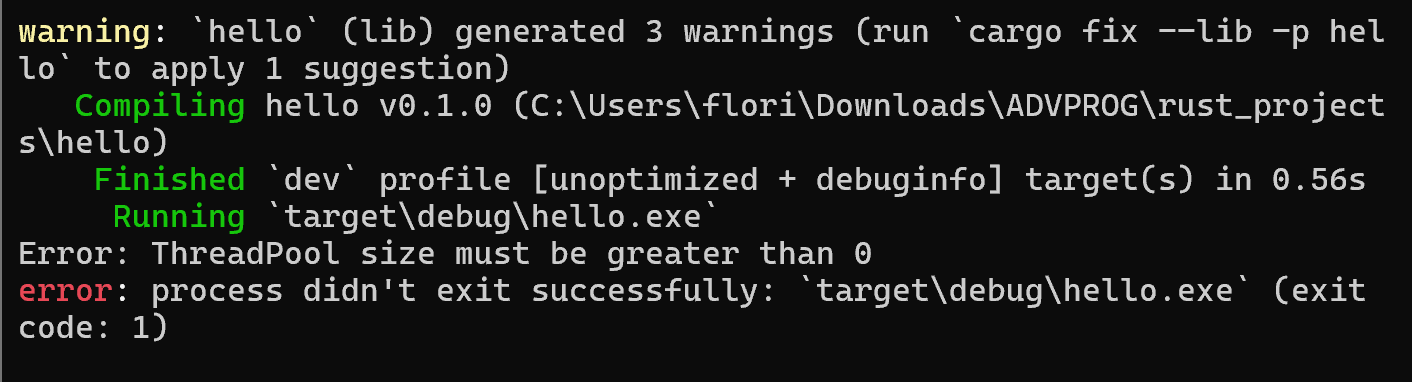 warning: `hello` (lib) generated 3 warnings (run `cargo fix --lib -p hel
lo` to apply 1 suggestion)
   Compiling hello v0.1.0 (C:\Users\flori\Downloads\ADVPROG\rust_project
s\hello)
    Finished `dev` profile [unoptimized + debuginfo] target(s) in 0.56s
     Running `target\debug\hello.exe`
Error: ThreadPool size must be greater than 0
error: process didn't exit successfully: `target\debug\hello.exe` (exit
code: 1)